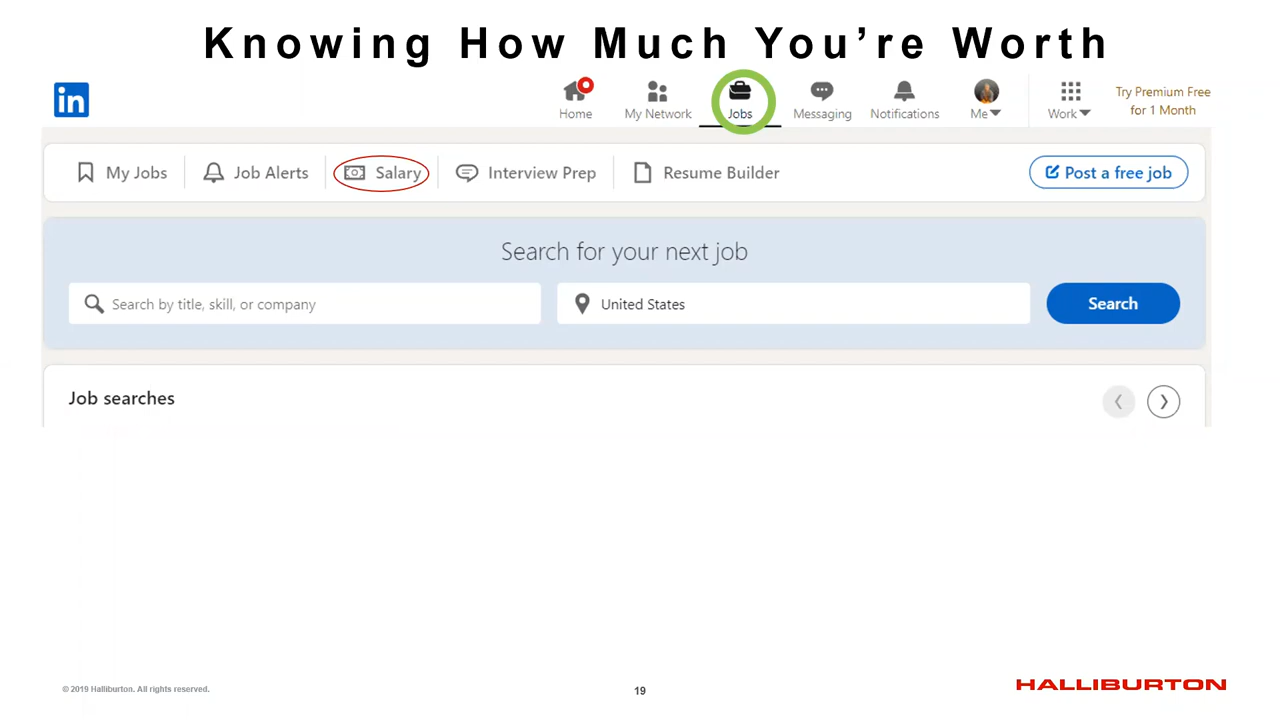 Knowing How Much You’re Worth
in
Home
My Network
Jobs
Messaging
Notifications
Me
Work
Try Premium Free
for 1 Month
My Jobs
Job Alerts
Salary
Interview Prep
Resume Builder
Post a free job
Search for your next job
Search by title, skill, or company
United States
Search
Job searches
© 2019 Halliburton. All rights reserved.
19
HALLIBURTON